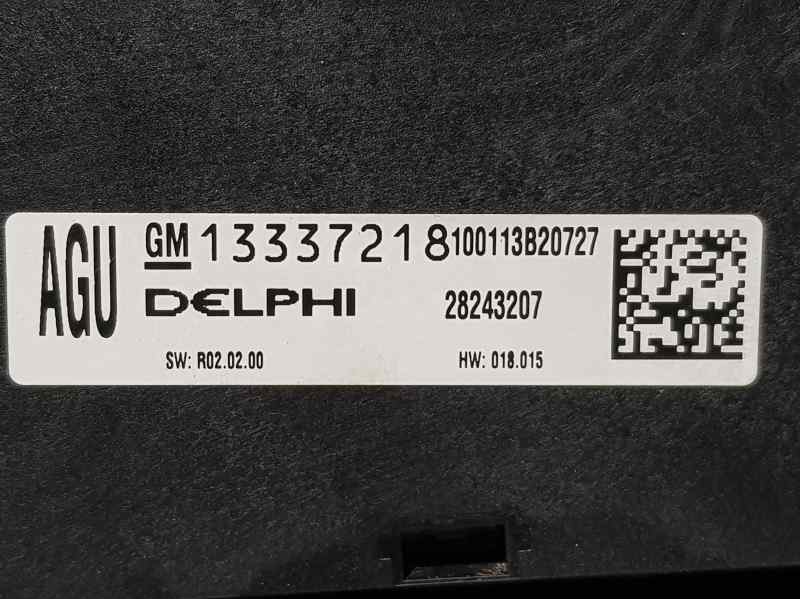 AGU GM 13337218 100113B20727
DELPHI 28243207
SW: R02.02.00 HW: 018.015